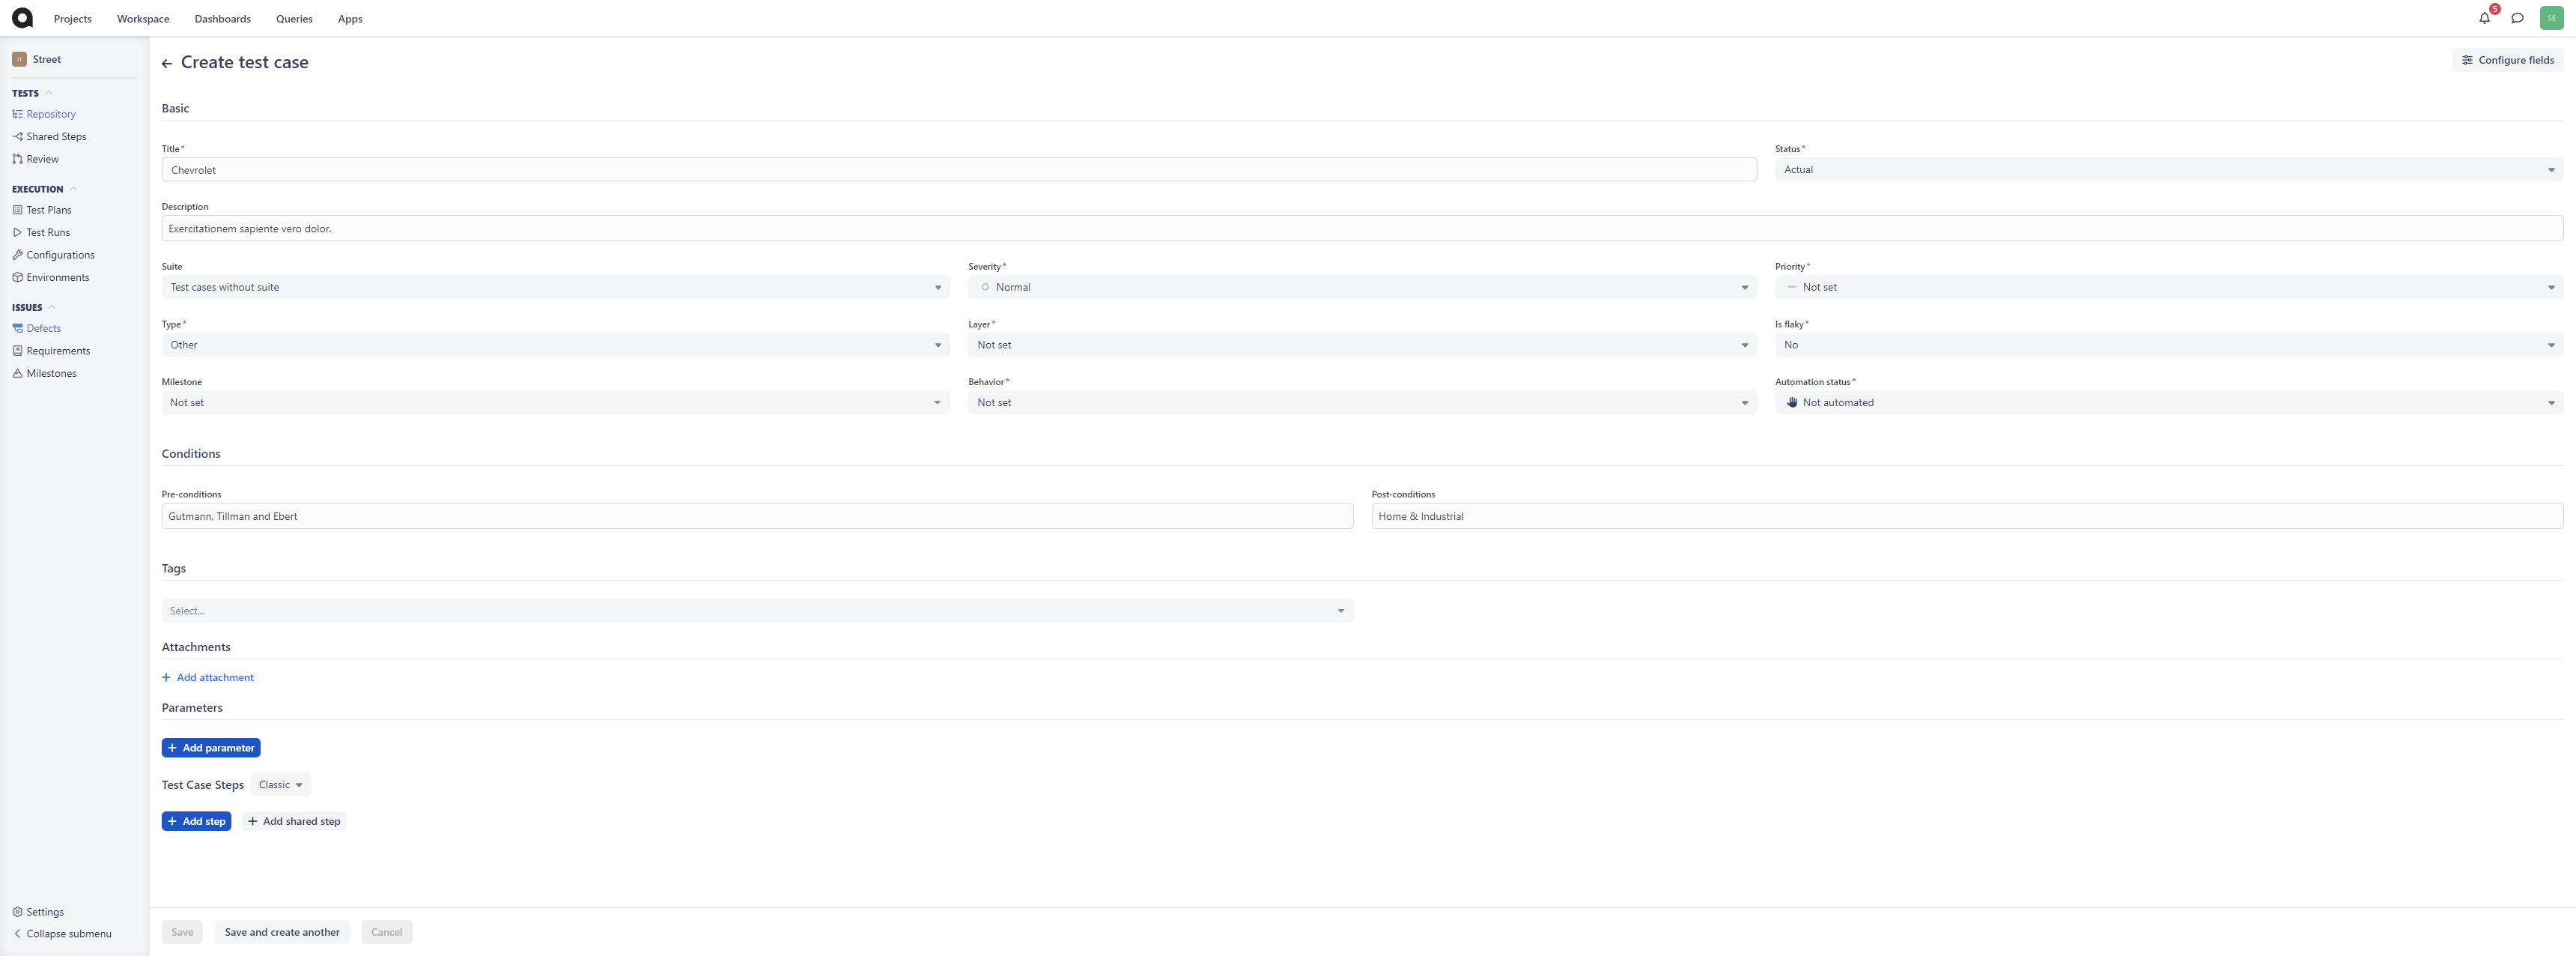 Projects Workspace Dashboards Queries Apps 5 SE
Street
TESTS
Repository
Shared Steps
Review
EXECUTION
Test Plans
Test Runs
Configurations
Environments
ISSUES
Defects
Requirements
Milestones
Settings
Collapse submenu
Create test case
Configure fields
Basic
Title*
Chevrolet
Status*
Actual
Description
Exercitationem sapiente vero dolor.
Suite
Test cases without suite
Severity*
Normal
Priority*
Not set
Type*
Other
Layer*
Not set
Is flaky*
No
Milestone
Not set
Behavior*
Not set
Automation status*
Not automated
Conditions
Pre-conditions
Gutmann, Tillman and Ebert
Post-conditions
Home & Industrial
Tags
Select...
Attachments
+ Add attachment
Parameters
+ Add parameter
Test Case Steps Classic
+ Add step + Add shared step
Save Save and create another Cancel